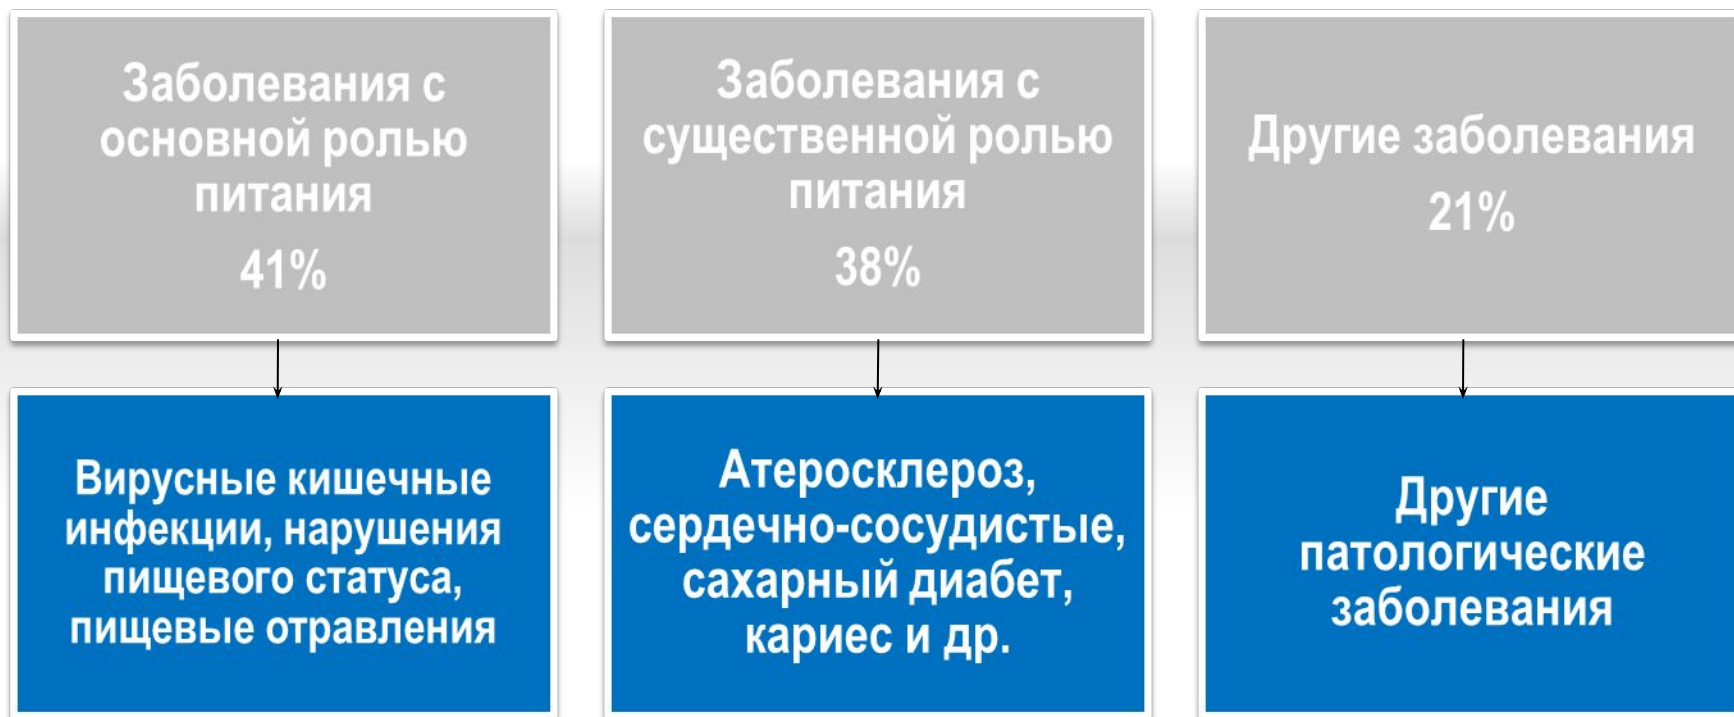 Заболевания с
основной ролью
питания
41%
Заболевания с
существенной ролью
питания
38%
Другие заболевания
21%
Вирусные кишечные
инфекции, нарушения
пищевого статуса,
пищевые отравления
Атеросклероз,
сердечно-сосудистые,
сахарный диабет,
кариес и др.
Другие
патологические
заболевания